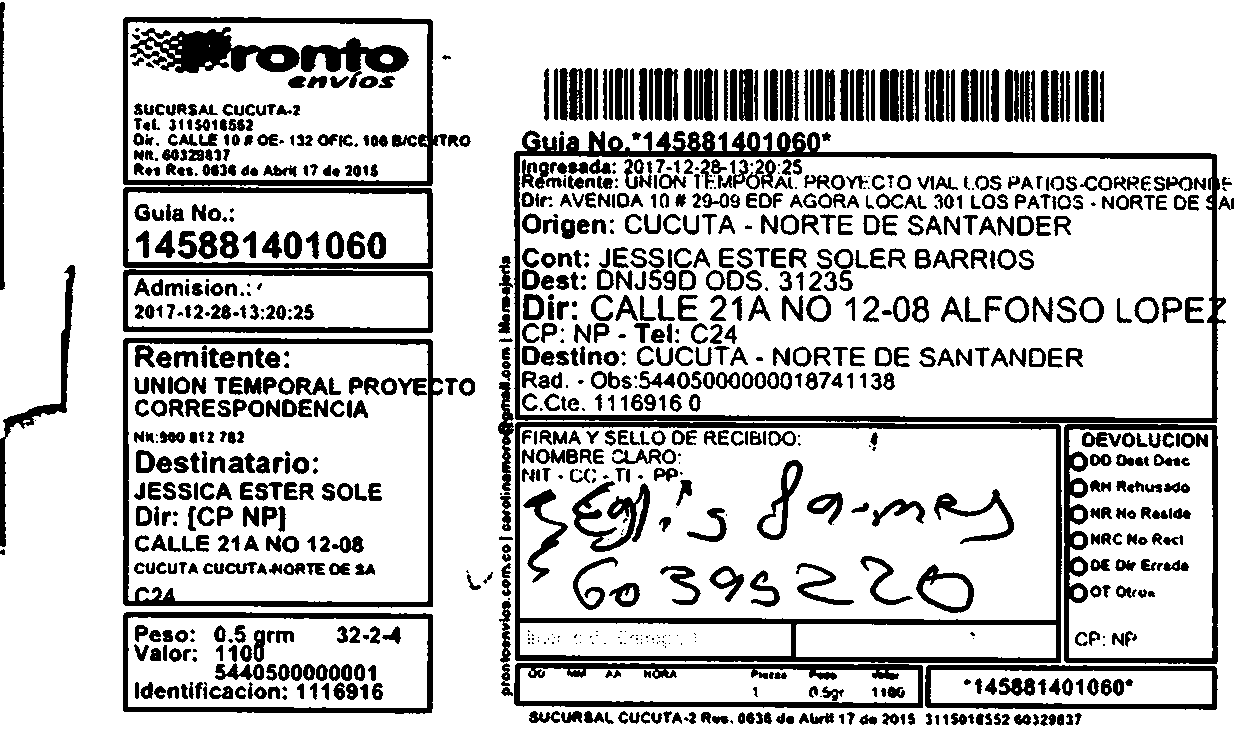 Pronto
envíos
SUCURSAL CUCUTA-2
Tel. 3115016552
Dir. CALLE 10 # OE- 132 OFIC. 106 B/CENTRO
Nit. 60329837
Res Res. 0636 de Abril 17 de 2015
Guia No.:
145881401060
Admision.:
2017-12-28-13:20:25
Remitente:
UNION TEMPORAL PROYECTO
CORRESPONDENCIA
Nit:900 812 782
Destinatario:
JESSICA ESTER SOLE
Dir: [CP NP]
CALLE 21A NO 12-08
CUCUTA CUCUTA-NORTE DE SA
C24
Peso: 0.5 grm 32-2-4
Valor: 1100
5440500000001
Identificacion: 1116916
prontoenvios.com.co | carolinamoro@gmail.com | Mensajeria
Guia No.*145881401060*
Ingresada: 2017-12-28-13:20:25
Remitente: UNION TEMPORAL PROYECTO VIAL LOS PATIOS-CORRESPONDE
Dir: AVENIDA 10 # 29-09 EDF AGORA LOCAL 301 LOS PATIOS - NORTE DE SA
Origen: CUCUTA - NORTE DE SANTANDER
Cont: JESSICA ESTER SOLER BARRIOS
Dest: DNJ59D ODS. 31235
Dir: CALLE 21A NO 12-08 ALFONSO LOPEZ
CP: NP - Tel: C24
Destino: CUCUTA - NORTE DE SANTANDER
Rad. - Obs:54405000000018741138
C.Cte. 1116916 0
FIRMA Y SELLO DE RECIBIDO:
NOMBRE CLARO:
NIT - CC - TI - PP:
60395220
DEVOLUCION
DD Dest Desc
RH Rehusado
NR No Reside
NRC No Recl
DE Dir Errada
OT Otros
CP: NP
DD MM AA HORA Piezas Peso Valor
1 0.5gr 1100
*145881401060*
SUCURSAL CUCUTA-2 Res. 0636 de Abril 17 de 2015 3115016552 60329837